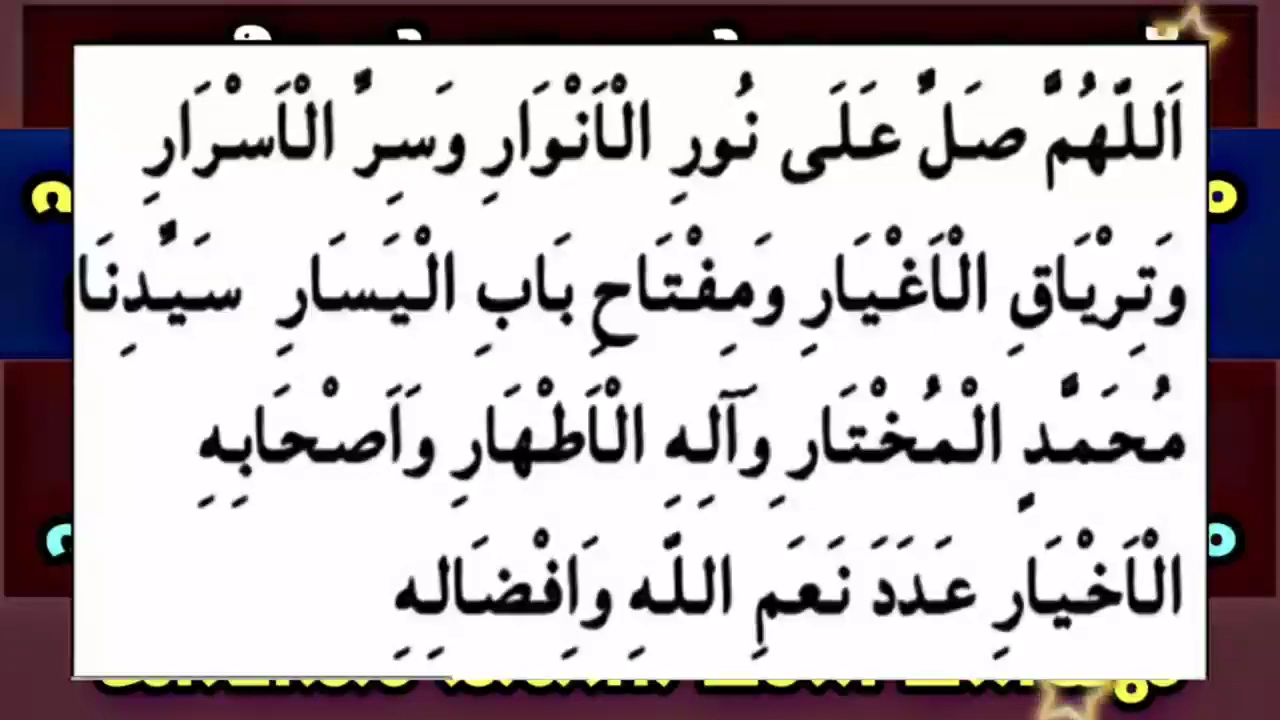 اَللّٰهُمَّ صَلِّ عَلَى نُورِ الْاَنْوَارِ وَسِرِّ الْاَسْرَارِ
وَتِرْيَاقِ الْاَغْيَارِ وَمِفْتَاحِ بَابِ الْيَسَارِ سَيِّدِنَا
مُحَمَّدٍ الْمُخْتَارِ وَآلِهِ الْاَطْهَارِ وَاَصْحَابِهِ
الْاَخْيَارِ عَدَدَ نَعَمِ اللّٰهِ وَاِفْضَالِهِ